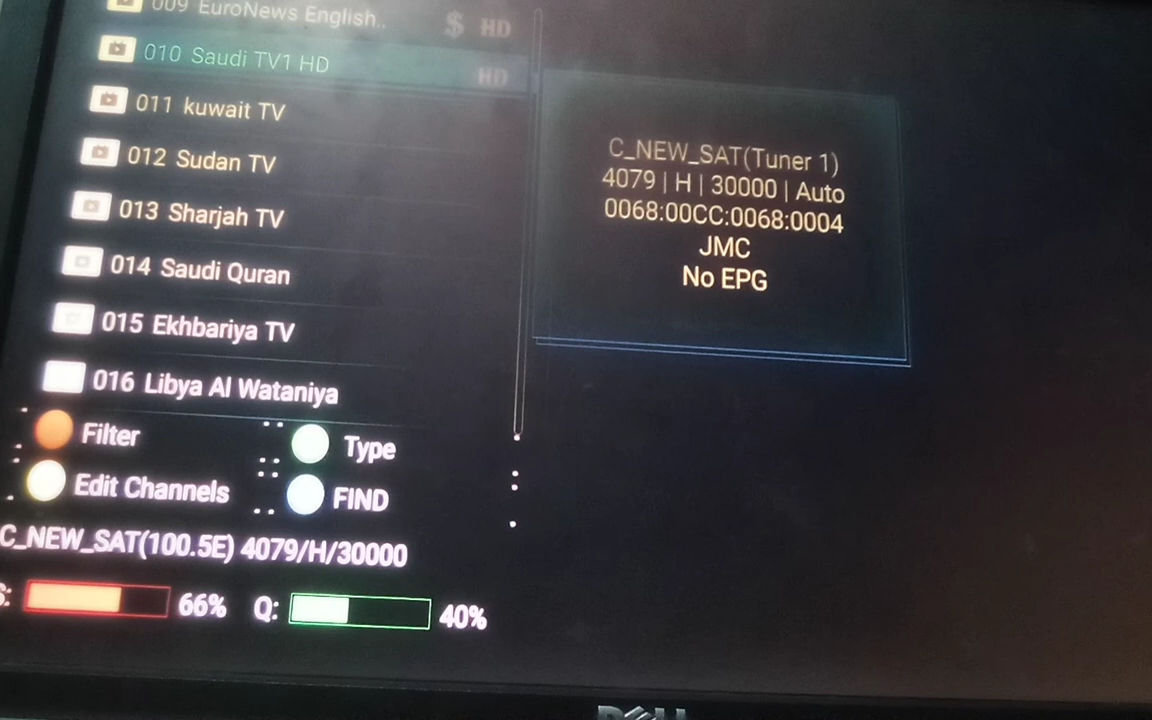 009 EuroNews English.. $ HD
010 Saudi TV1 HD HD
011 kuwait TV
012 Sudan TV
013 Sharjah TV
014 Saudi Quran
015 Ekhbariya TV
016 Libya Al Wataniya
Filter
Type
Edit Channels
FIND
C_NEW_SAT(100.5E) 4079/H/30000
S: 66% Q: 40%
C_NEW_SAT(Tuner 1)
4079 | H | 30000 | Auto
0068:00CC:0068:0004
JMC
No EPG
DELL